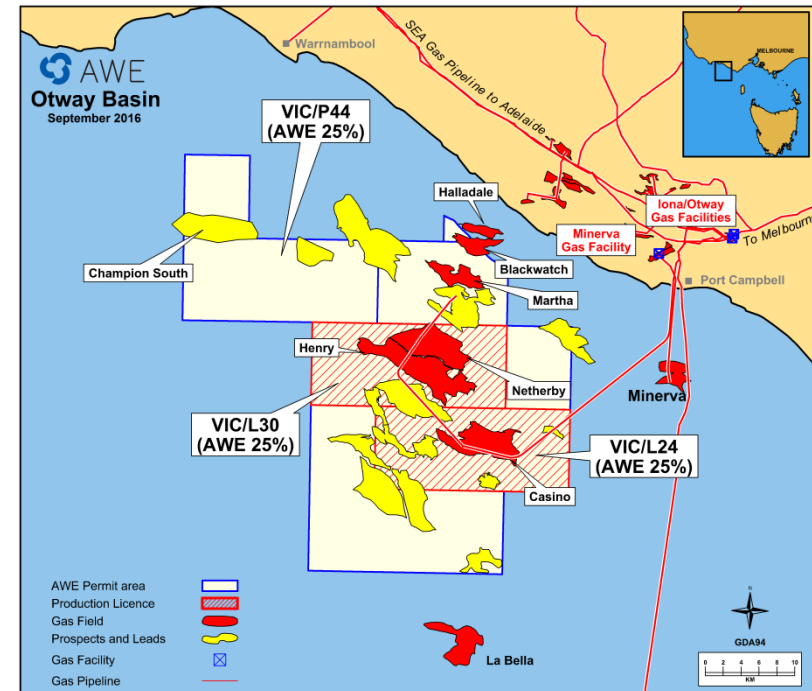 AWE
Otway Basin
September 2016
Warrnambool
SEA Gas Pipeline to Adelaide
MELBOURNE
VIC/P44
(AWE 25%)
Halladale
Iona/Otway
Gas Facilities
Minerva
Gas Facility
To Melbourne
Champion South
Blackwatch
Port Campbell
Martha
Henry
Netherby
Minerva
VIC/L30
(AWE 25%)
VIC/L24
(AWE 25%)
Casino
AWE Permit area
Production Licence
Gas Field
Prospects and Leads
Gas Facility
Gas Pipeline
La Bella
N
GDA94
0 2 4 6 8 10
KM